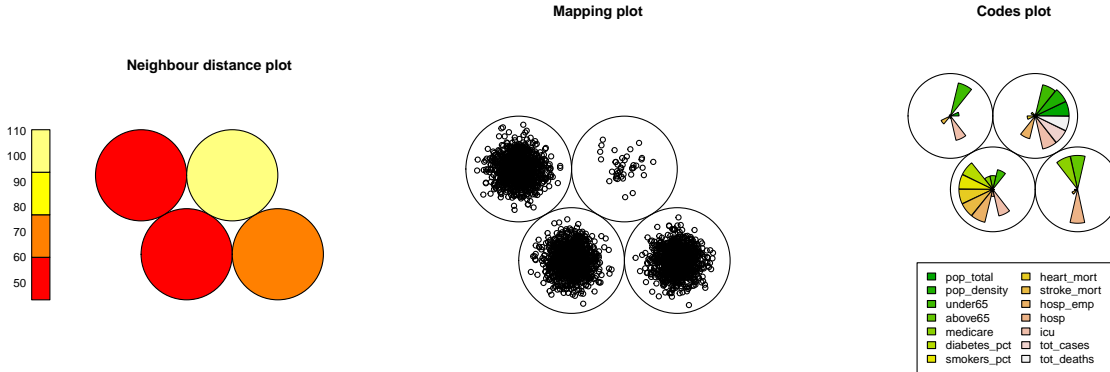 Neighbour distance plot
110
100
90
80
70
60
50
Mapping plot
Codes plot
pop_total
pop_density
under65
above65
medicare
diabetes_pct
smokers_pct
heart_mort
stroke_mort
hosp_emp
hosp
icu
tot_cases
tot_deaths